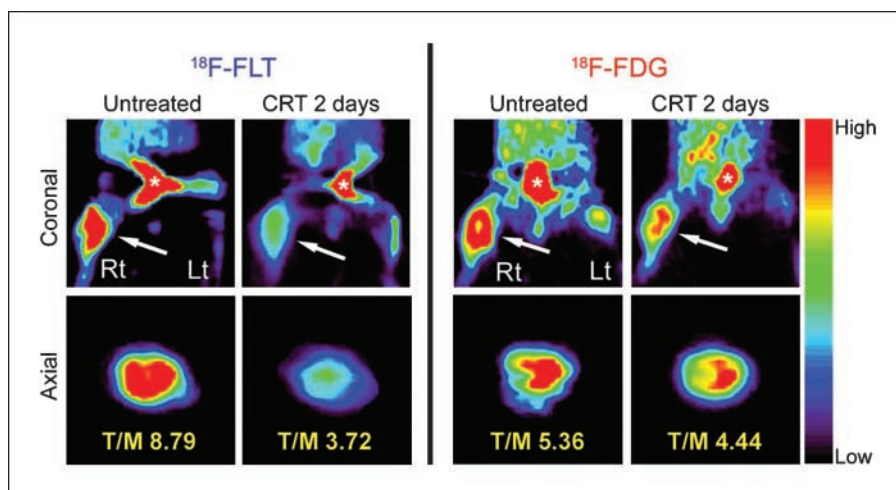 18F-FLT
18F-FDG
Untreated
CRT 2 days
Untreated
CRT 2 days
High
Coronal
*
*
*
*
Rt
Lt
Rt
Lt
Axial
T/M 8.79
T/M 3.72
T/M 5.36
T/M 4.44
Low